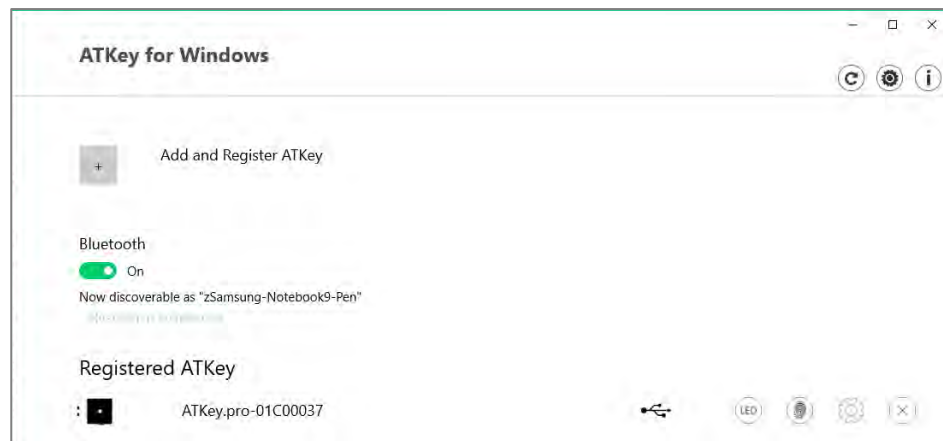 ATKey for Windows
+ Add and Register ATKey
Bluetooth
On
Now discoverable as "zSamsung-Notebook9-Pen"
Registered ATKey
: ATKey.pro-01C00037
LED